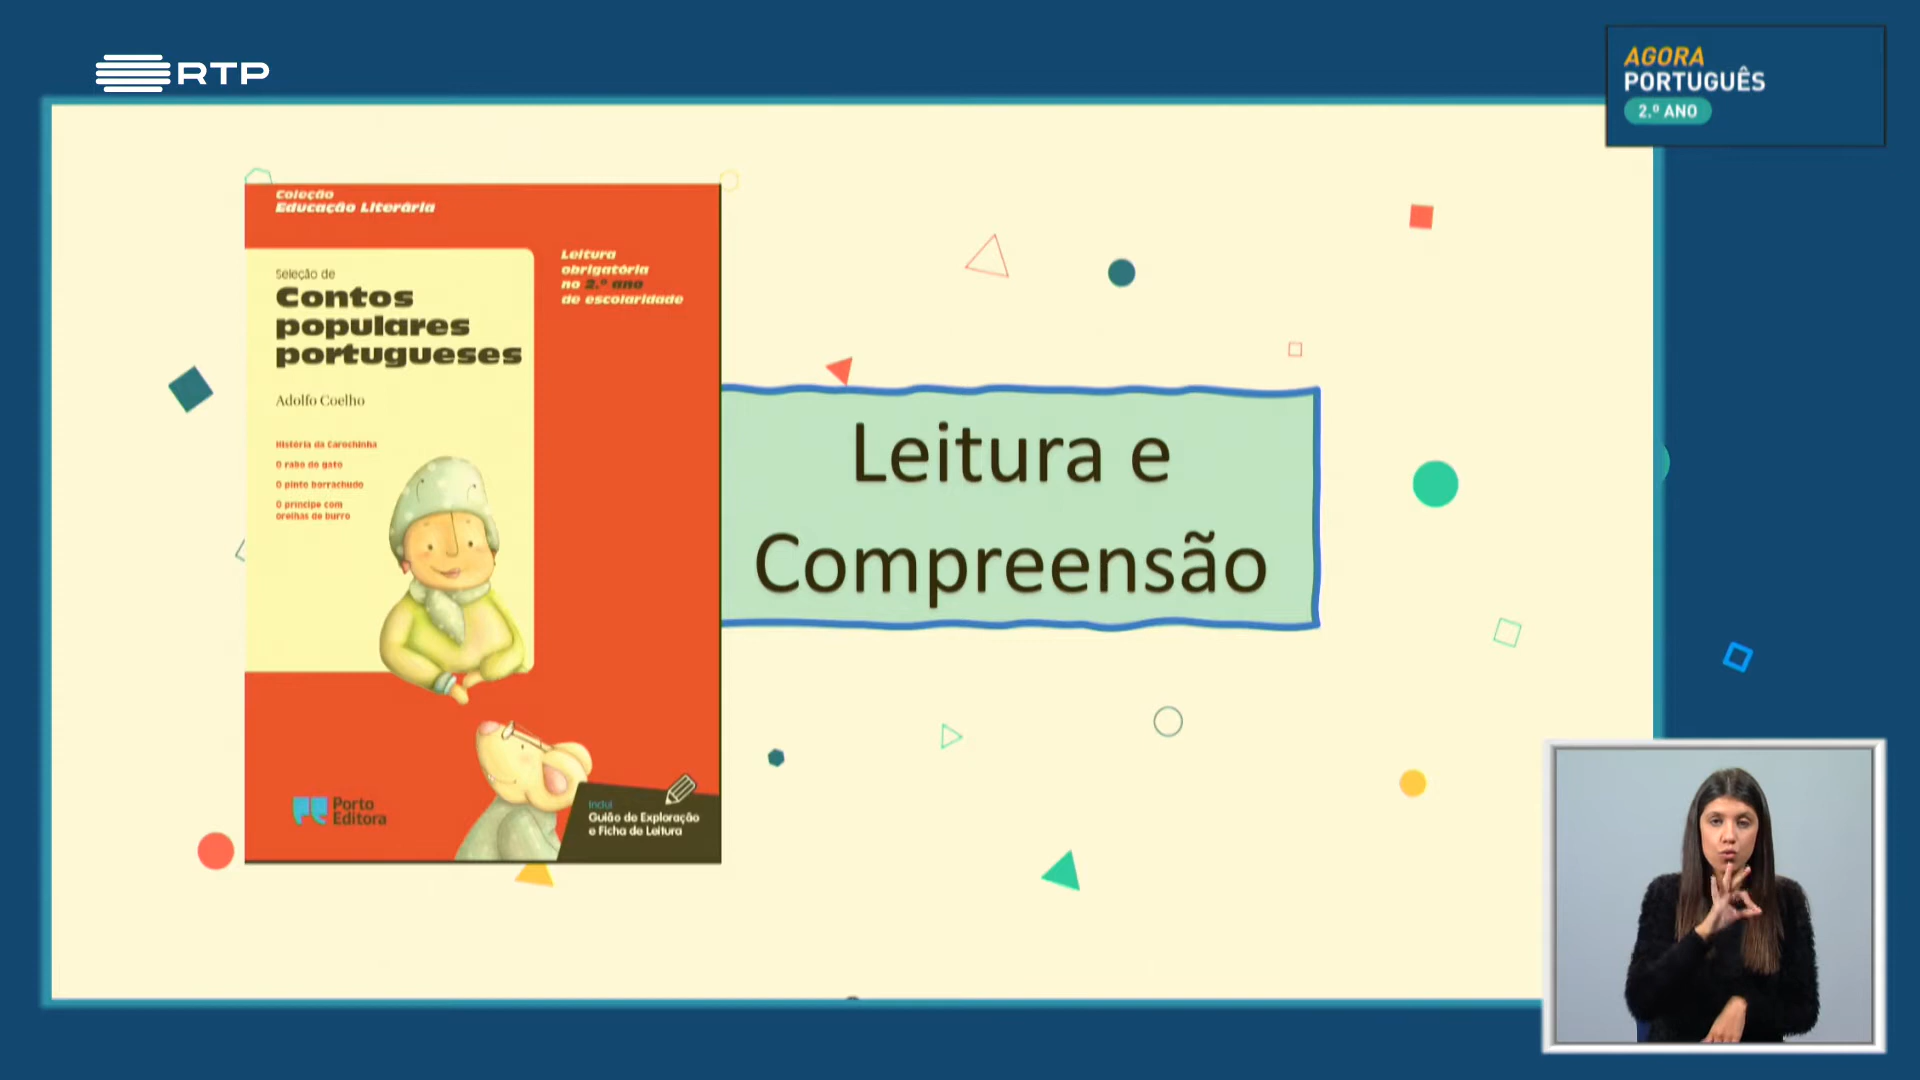 RTP
AGORA
PORTUGUÊS
2.º ANO
Coleção
Educação Literária
Leitura
obrigatória
no 2.º ano
de escolaridade
Seleção de
Contos
populares
portugueses
Adolfo Coelho
História da Carochinha
O rabo do gato
O pinto borrachudo
O príncipe com
orelhas de burro
Porto
Editora
Inclui
Guião de Exploração
e Ficha de Leitura
Leitura e
Compreensão